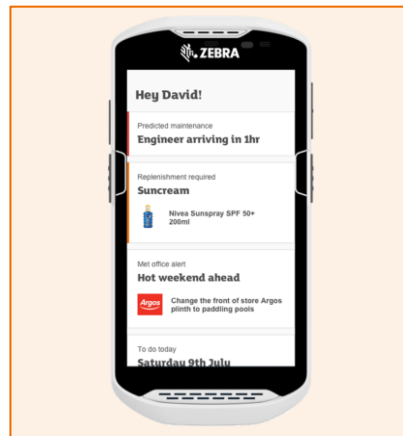 ZEBRA
Hey David!
Predicted maintenance
Engineer arriving in 1hr
Replenishment required
Suncream
Nivea Sunspray SPF 50+
200ml
Met office alert
Hot weekend ahead
Argos
Change the front of store Argos
plinth to paddling pools
To do today
Saturday 9th July